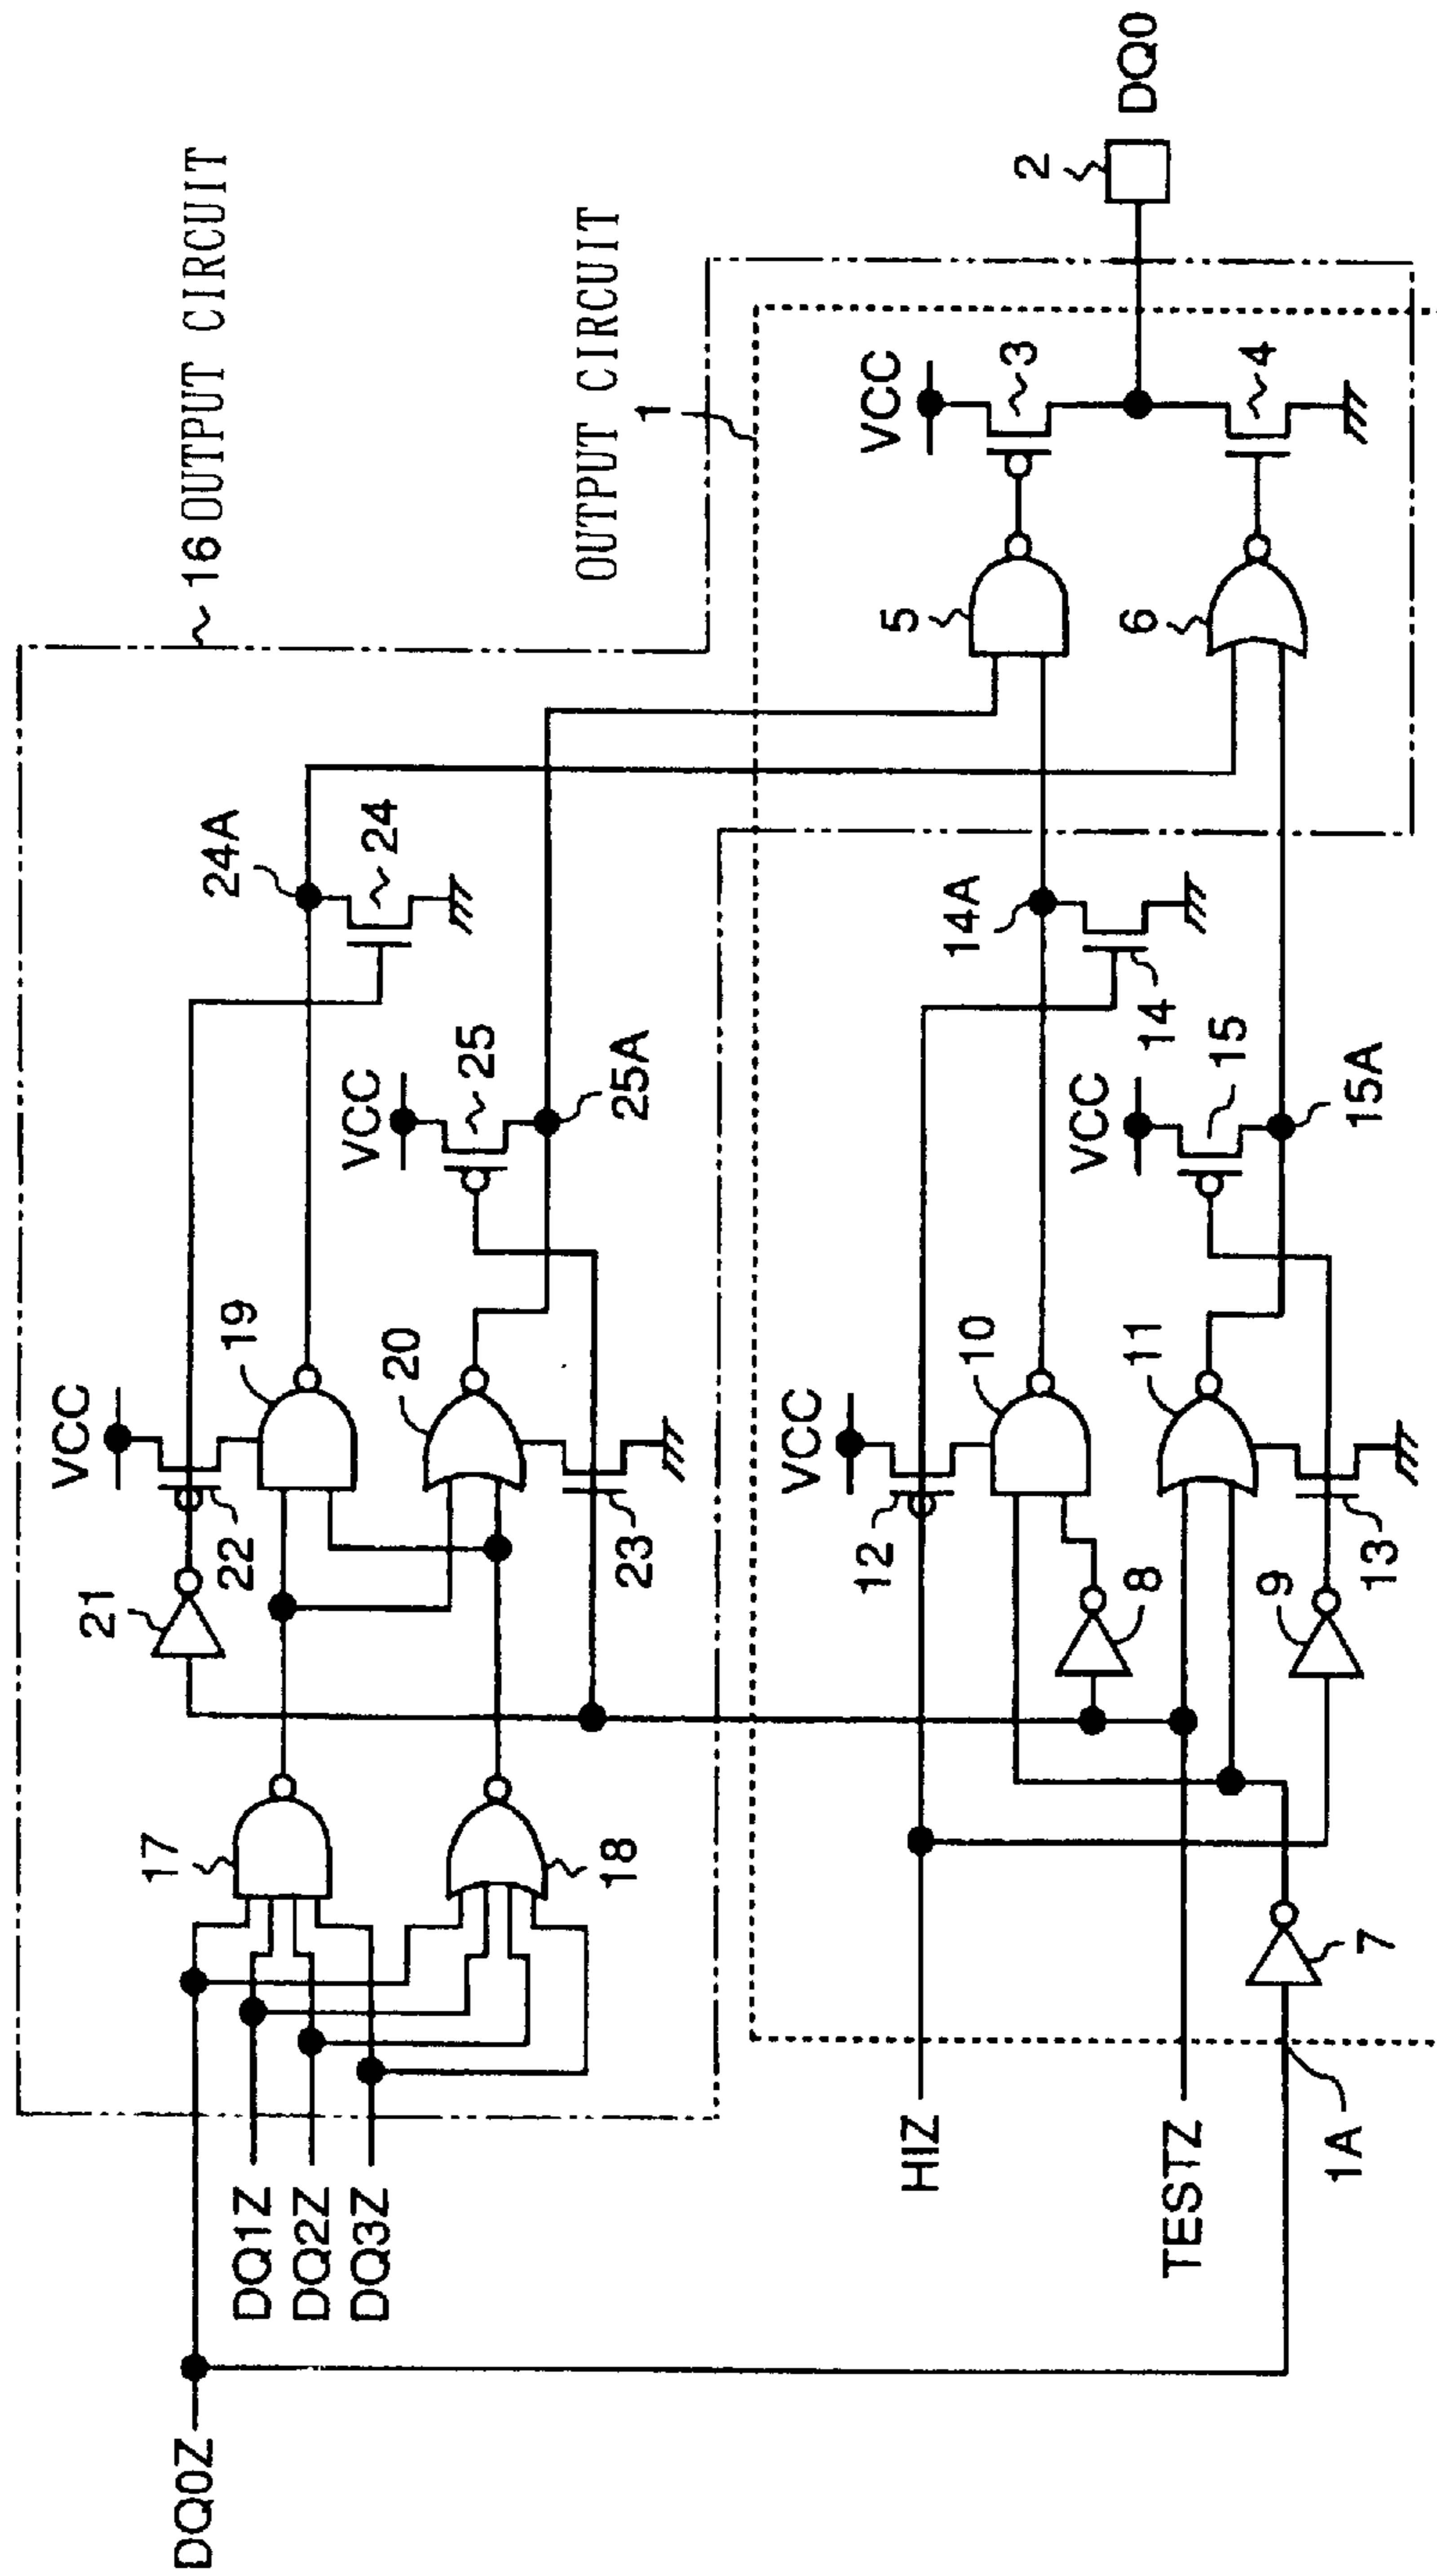 16 OUTPUT CIRCUIT
OUTPUT CIRCUIT
1
24A
24
VCC
19
21
22
VCC
25
25A
20
23
17
18
DQ0Z
DQ1Z
DQ2Z
DQ3Z
VCC
3
2
DQ0
5
4
6
14A
14
VCC
10
12
VCC
15
15A
11
8
9
13
7
HIZ
TESTZ
1A